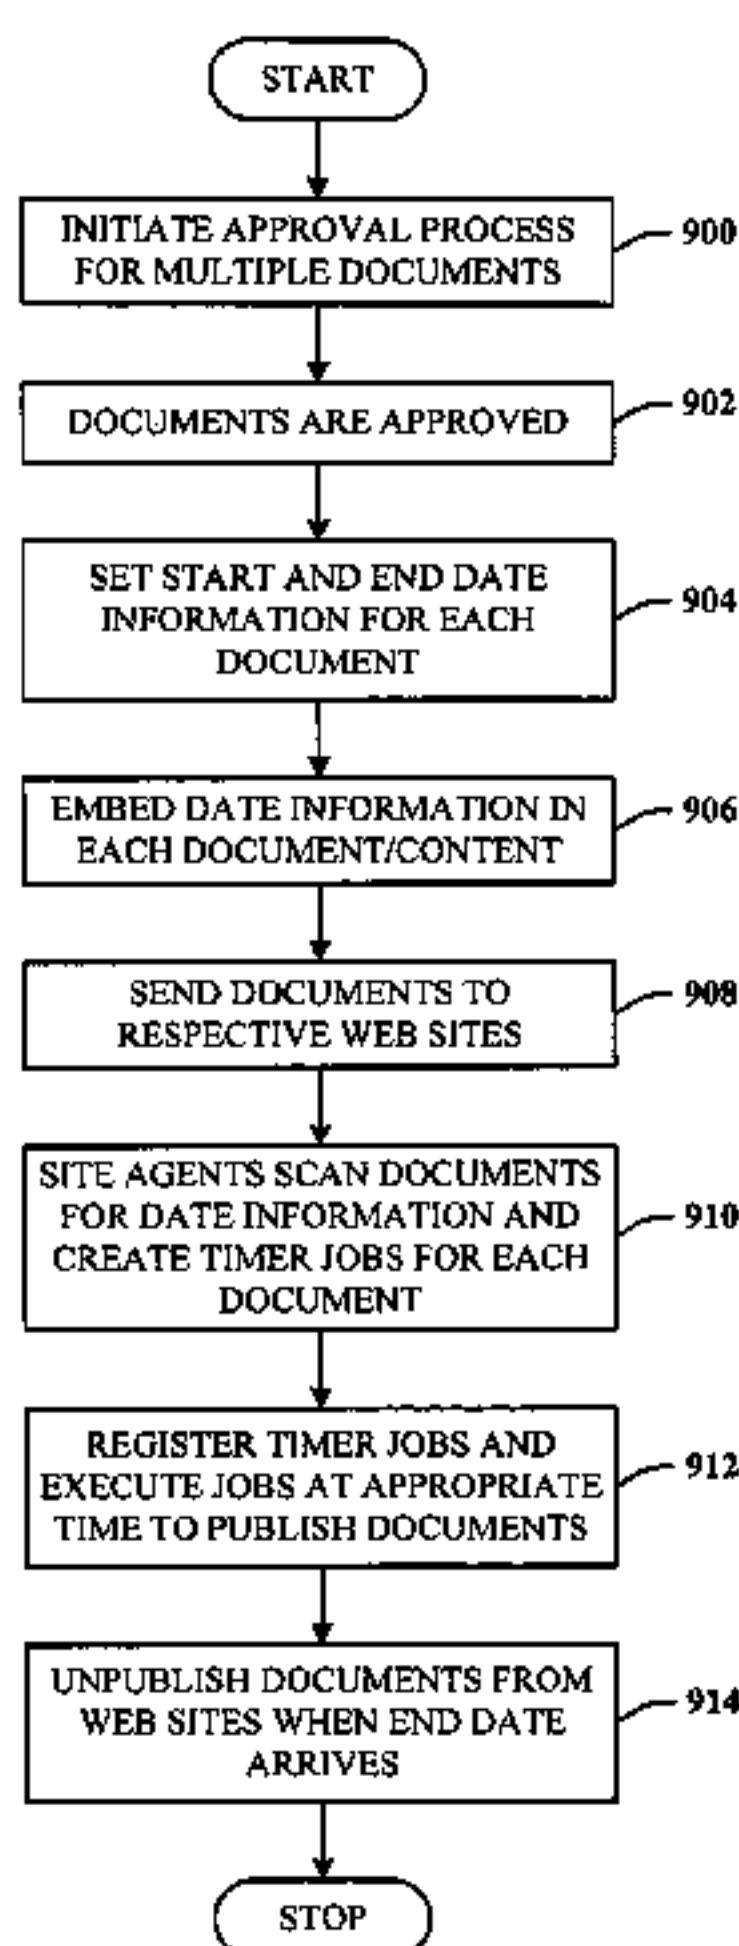 START
INITIATE APPROVAL PROCESS
FOR MULTIPLE DOCUMENTS
900
DOCUMENTS ARE APPROVED
902
SET START AND END DATE
INFORMATION FOR EACH
DOCUMENT
904
EMBED DATE INFORMATION IN
EACH DOCUMENT/CONTENT
906
SEND DOCUMENTS TO
RESPECTIVE WEB SITES
908
SITE AGENTS SCAN DOCUMENTS
FOR DATE INFORMATION AND
CREATE TIMER JOBS FOR EACH
DOCUMENT
910
REGISTER TIMER JOBS AND
EXECUTE JOBS AT APPROPRIATE
TIME TO PUBLISH DOCUMENTS
912
UNPUBLISH DOCUMENTS FROM
WEB SITES WHEN END DATE
ARRIVES
914
STOP